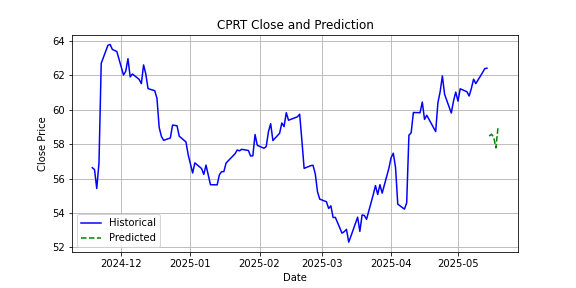 CPRT Close and Prediction
64
62
60
58
56
54
52
Close Price
Historical
Predicted
2024-12
2025-01
2025-02
2025-03
2025-04
2025-05
Date